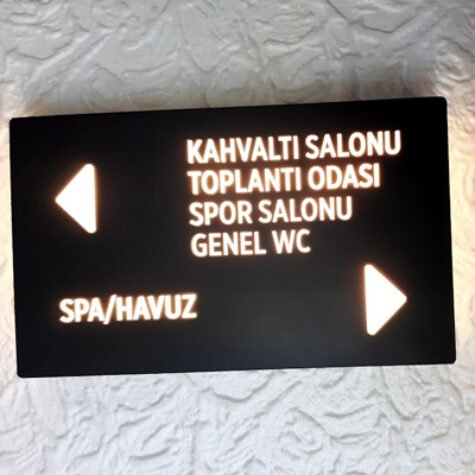 KAHVALTI SALONU
TOPLANTI ODASI
SPOR SALONU
GENEL WC
SPA/HAVUZ